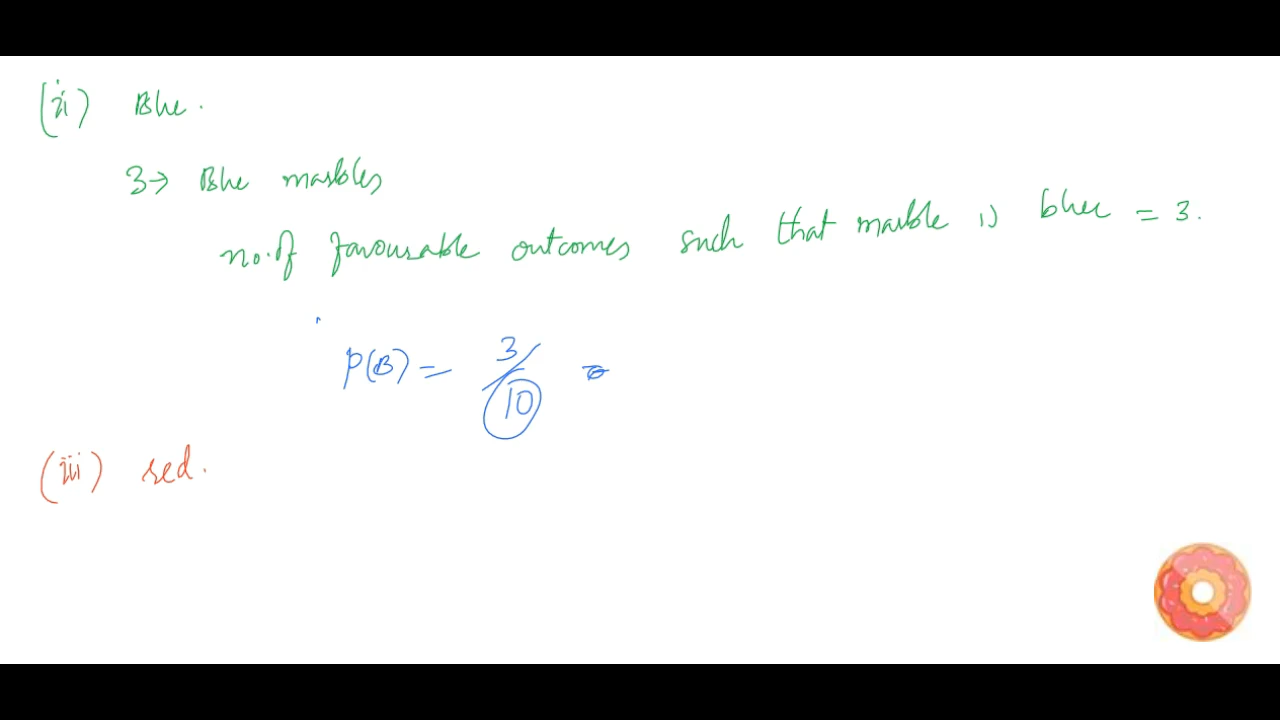 (ii) Blue.
3→ Blue marbles
no. of favourable outcomes such that marble is blue = 3.
P(B) = 3/10
(iii) red.